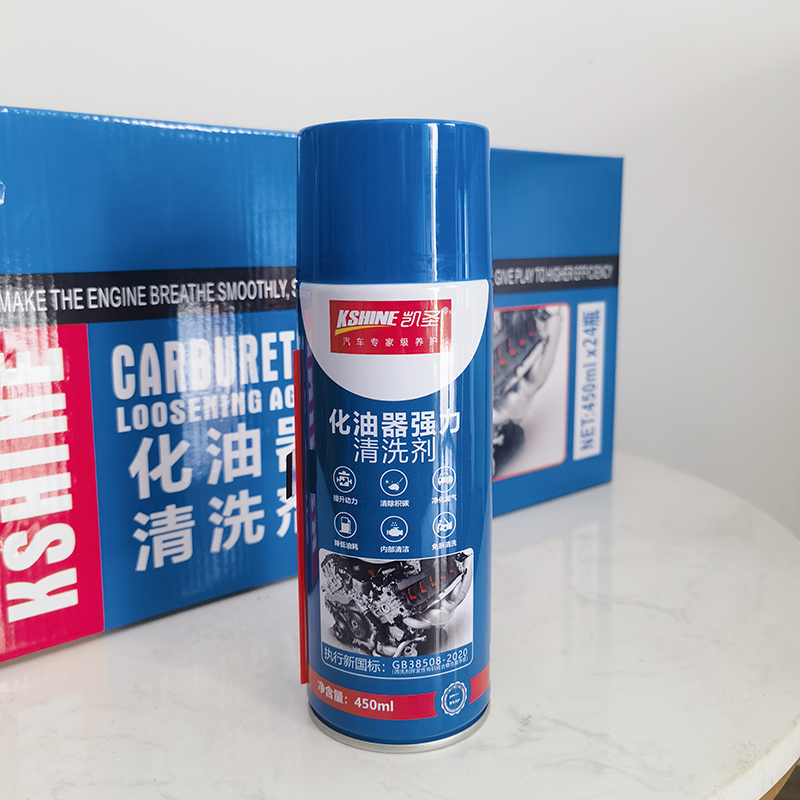 MAKE THE ENGINE BREATHE SMOOTHLY,
GIVE PLAY TO HIGHER EFFICIENCY
KSHINE
CARBURET
LOOSENING AG
化油器
清洗剂
NET:450ml x24瓶
KSHINE 凯圣
汽车专家级养护
化油器强力
清洗剂
提升动力 清除积碳 净化尾气
降低油耗 内部清洁 免拆清洗
执行新国标：GB38508-2020
净含量：450ml